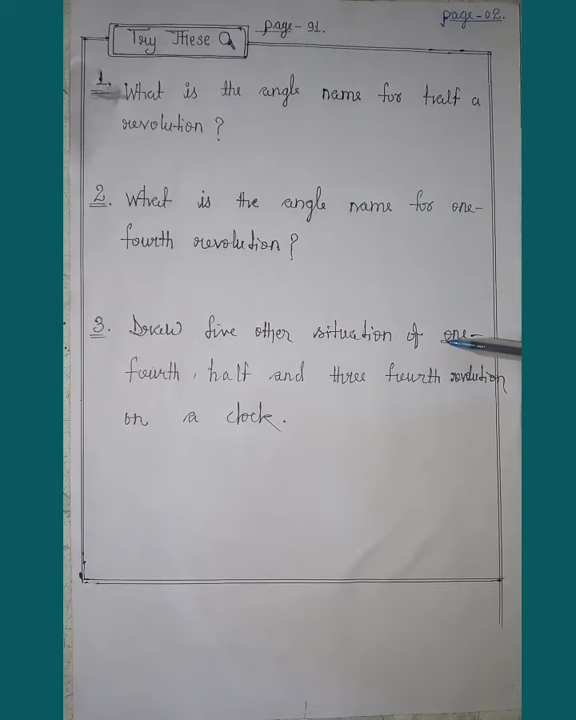 page-02.
Try These
page- 91.
1. What is the angle name for half a
revolution ?
2. What is the angle name for one-
fourth revolution ?
3. Draw five other situation of one-
fourth, half and three fourth revolution
on a clock.